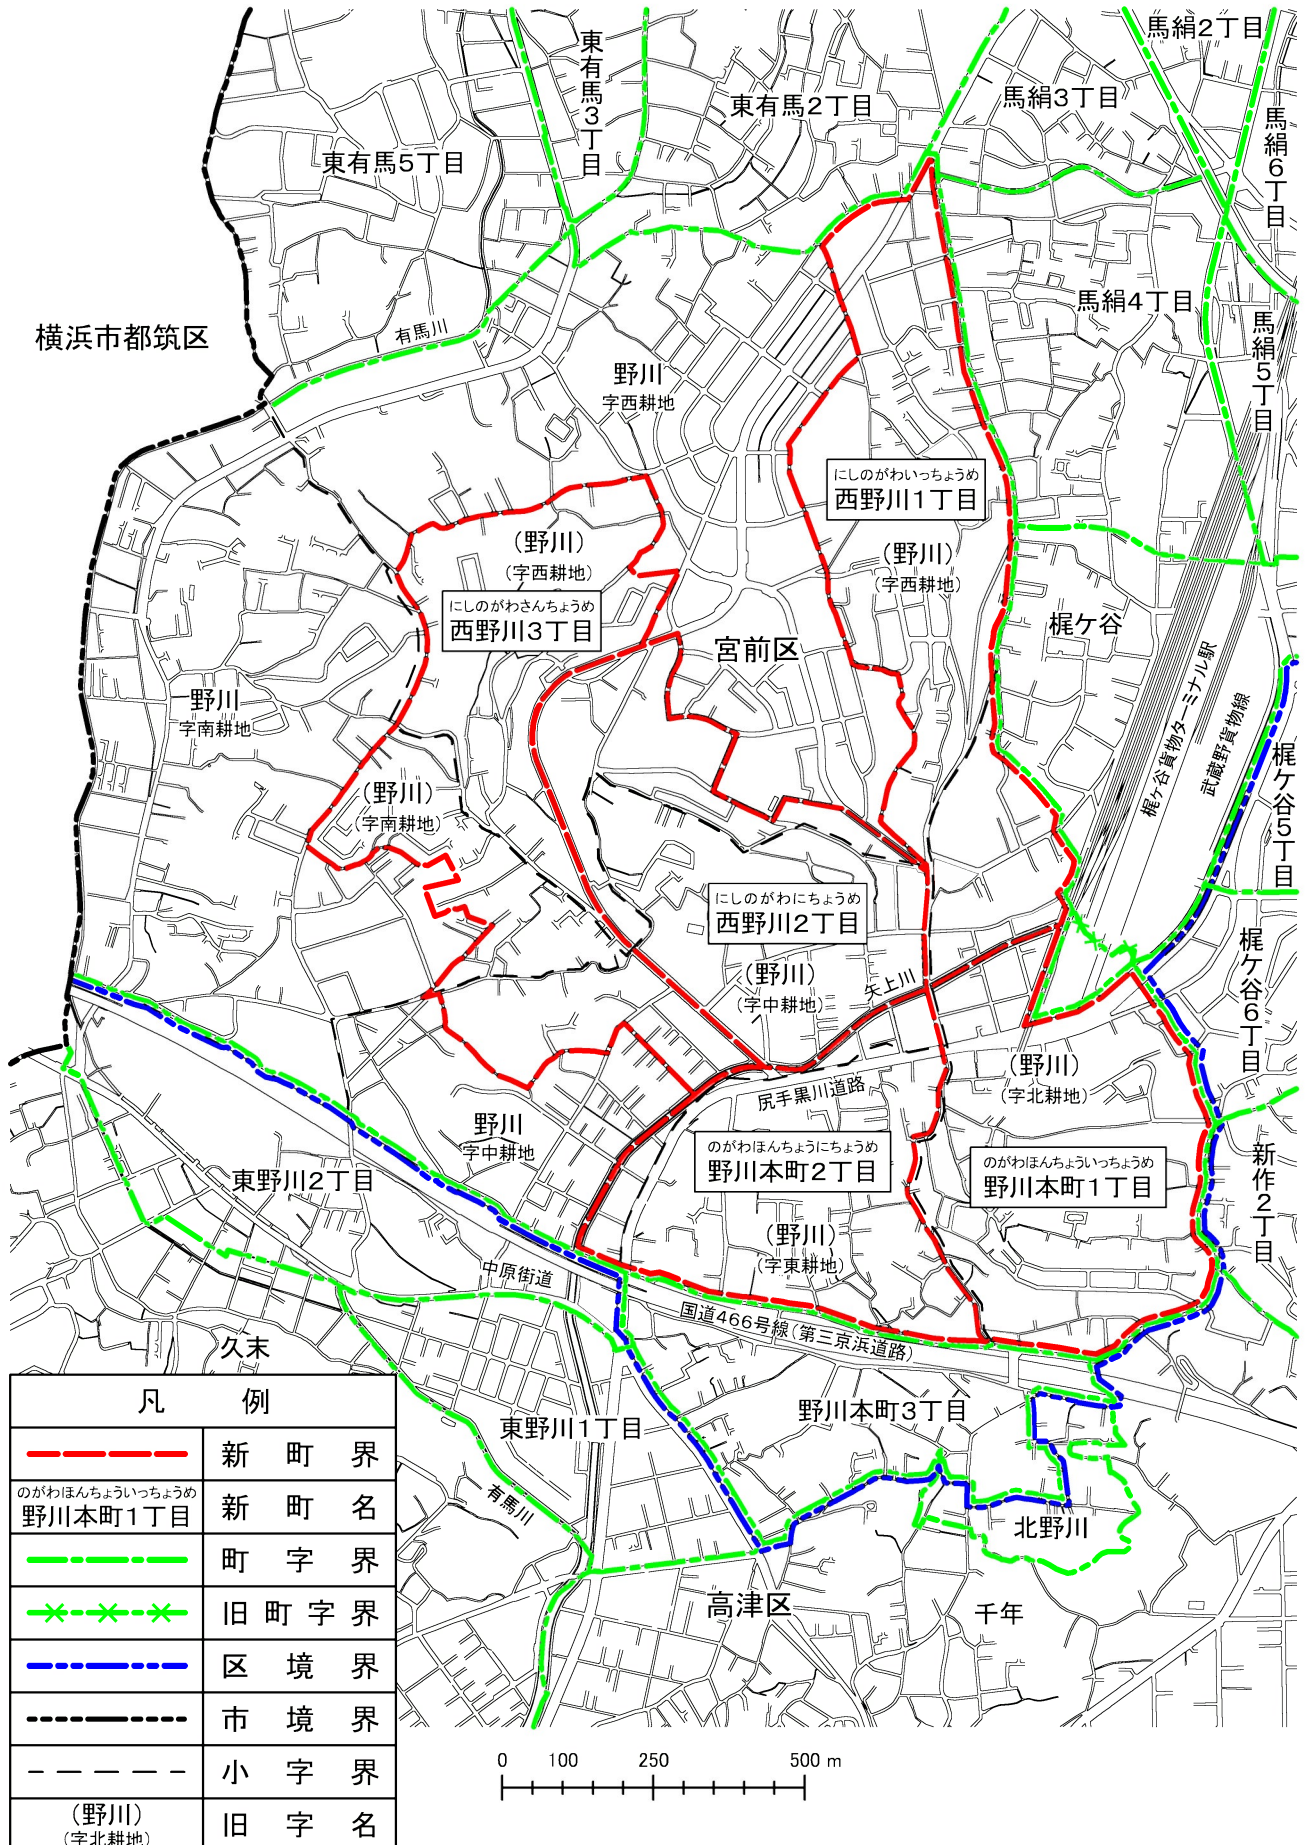 東有馬3丁目
馬絹2丁目
東有馬2丁目
馬絹3丁目
馬絹6丁目
東有馬5丁目
馬絹4丁目
横浜市都筑区
有馬川
馬絹5丁目
野川
字西耕地
にしのがわいっちょうめ
西野川1丁目
(野川)
(字西耕地)
(野川)
(字西耕地)
にしのがわさんちょうめ
西野川3丁目
宮前区
梶ケ谷
梶ヶ谷貨物ターミナル駅
武蔵野貨物線
野川
字南耕地
梶ケ谷5丁目
(野川)
(字南耕地)
にしのがわにちょうめ
西野川2丁目
梶ケ谷6丁目
(野川)
(字中耕地)
矢上川
(野川)
(字北耕地)
尻手黒川道路
野川
字中耕地
のがわほんちょうにちょうめ
野川本町2丁目
のがわほんちょういっちょうめ
野川本町1丁目
新作2丁目
東野川2丁目
(野川)
(字東耕地)
中原街道
国道466号線(第三京浜道路)
久末
野川本町3丁目
東野川1丁目
有馬川
北野川
高津区
千年
凡 例
新町界
のがわほんちょういっちょうめ
野川本町1丁目
新町名
町字界
旧町字界
区境界
市境界
小字界
(野川)
(字北耕地)
旧字名
0 100 250 500 m